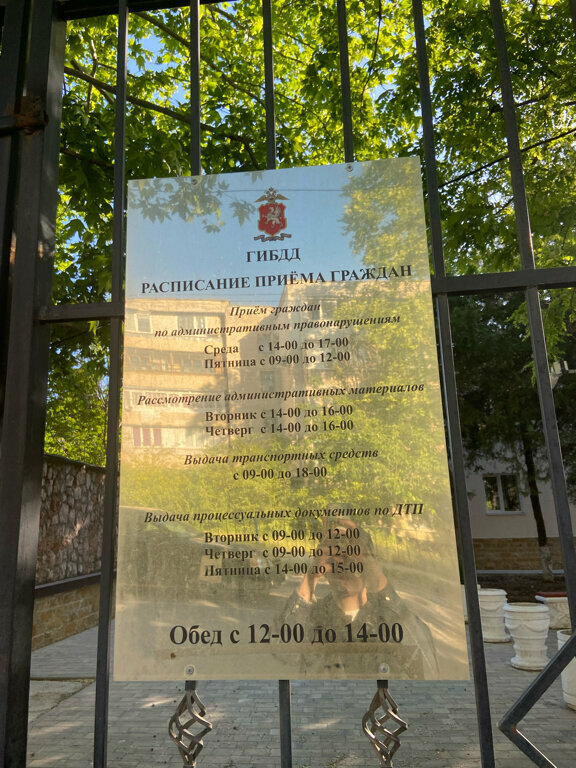 ГИБДД
РАСПИСАНИЕ ПРИЁМА ГРАЖДАН
Приём граждан
по административным правонарушениям
Среда с 14-00 до 17-00
Пятница с 09-00 до 12-00
Рассмотрение административных материалов
Вторник с 14-00 до 16-00
Четверг с 14-00 до 16-00
Выдача транспортных средств
с 09-00 до 18-00
Выдача процессуальных документов по ДТП
Вторник с 09-00 до 12-00
Четверг с 09-00 до 12-00
Пятница с 14-00 до 15-00
Обед с 12-00 до 14-00